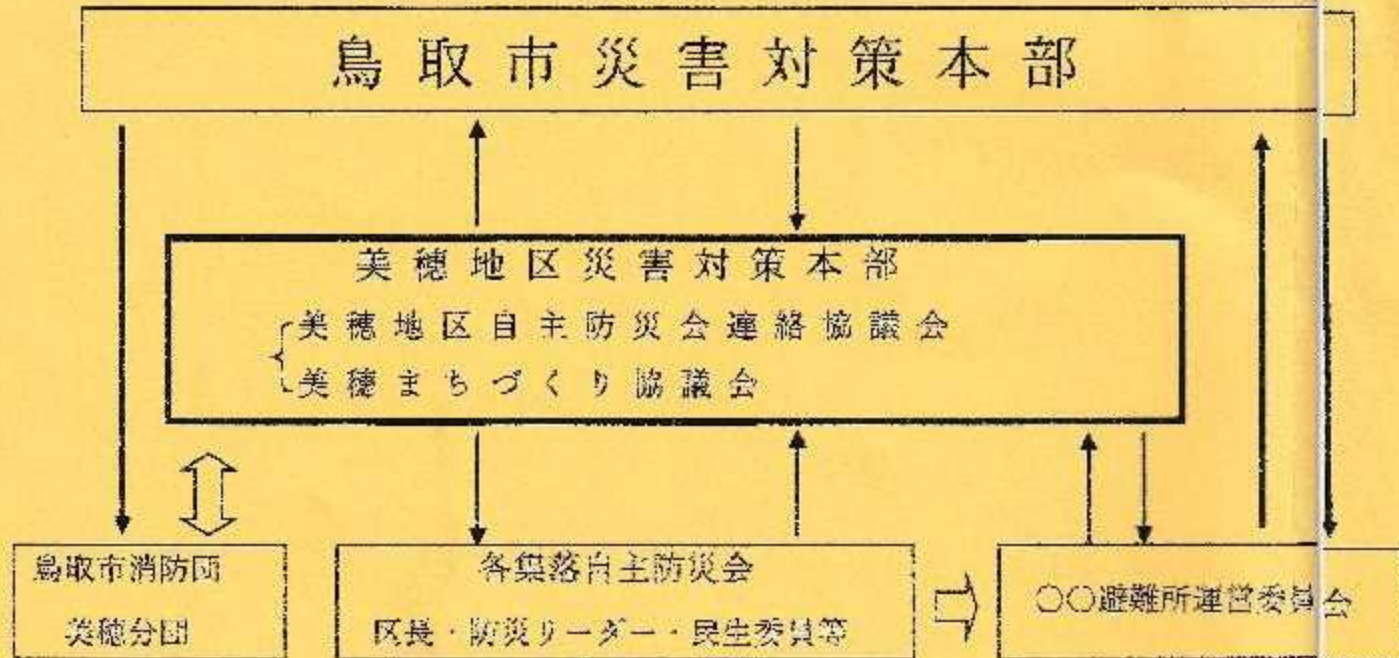 鳥取市災害対策本部
美穂地区災害対策本部
美穂地区自主防災会連絡協議会
美穂まちづくり協議会
鳥取市消防団
美穂分団
各集落自主防災会
区長・防災リーダー・民生委員等
〇〇避難所運営委員会